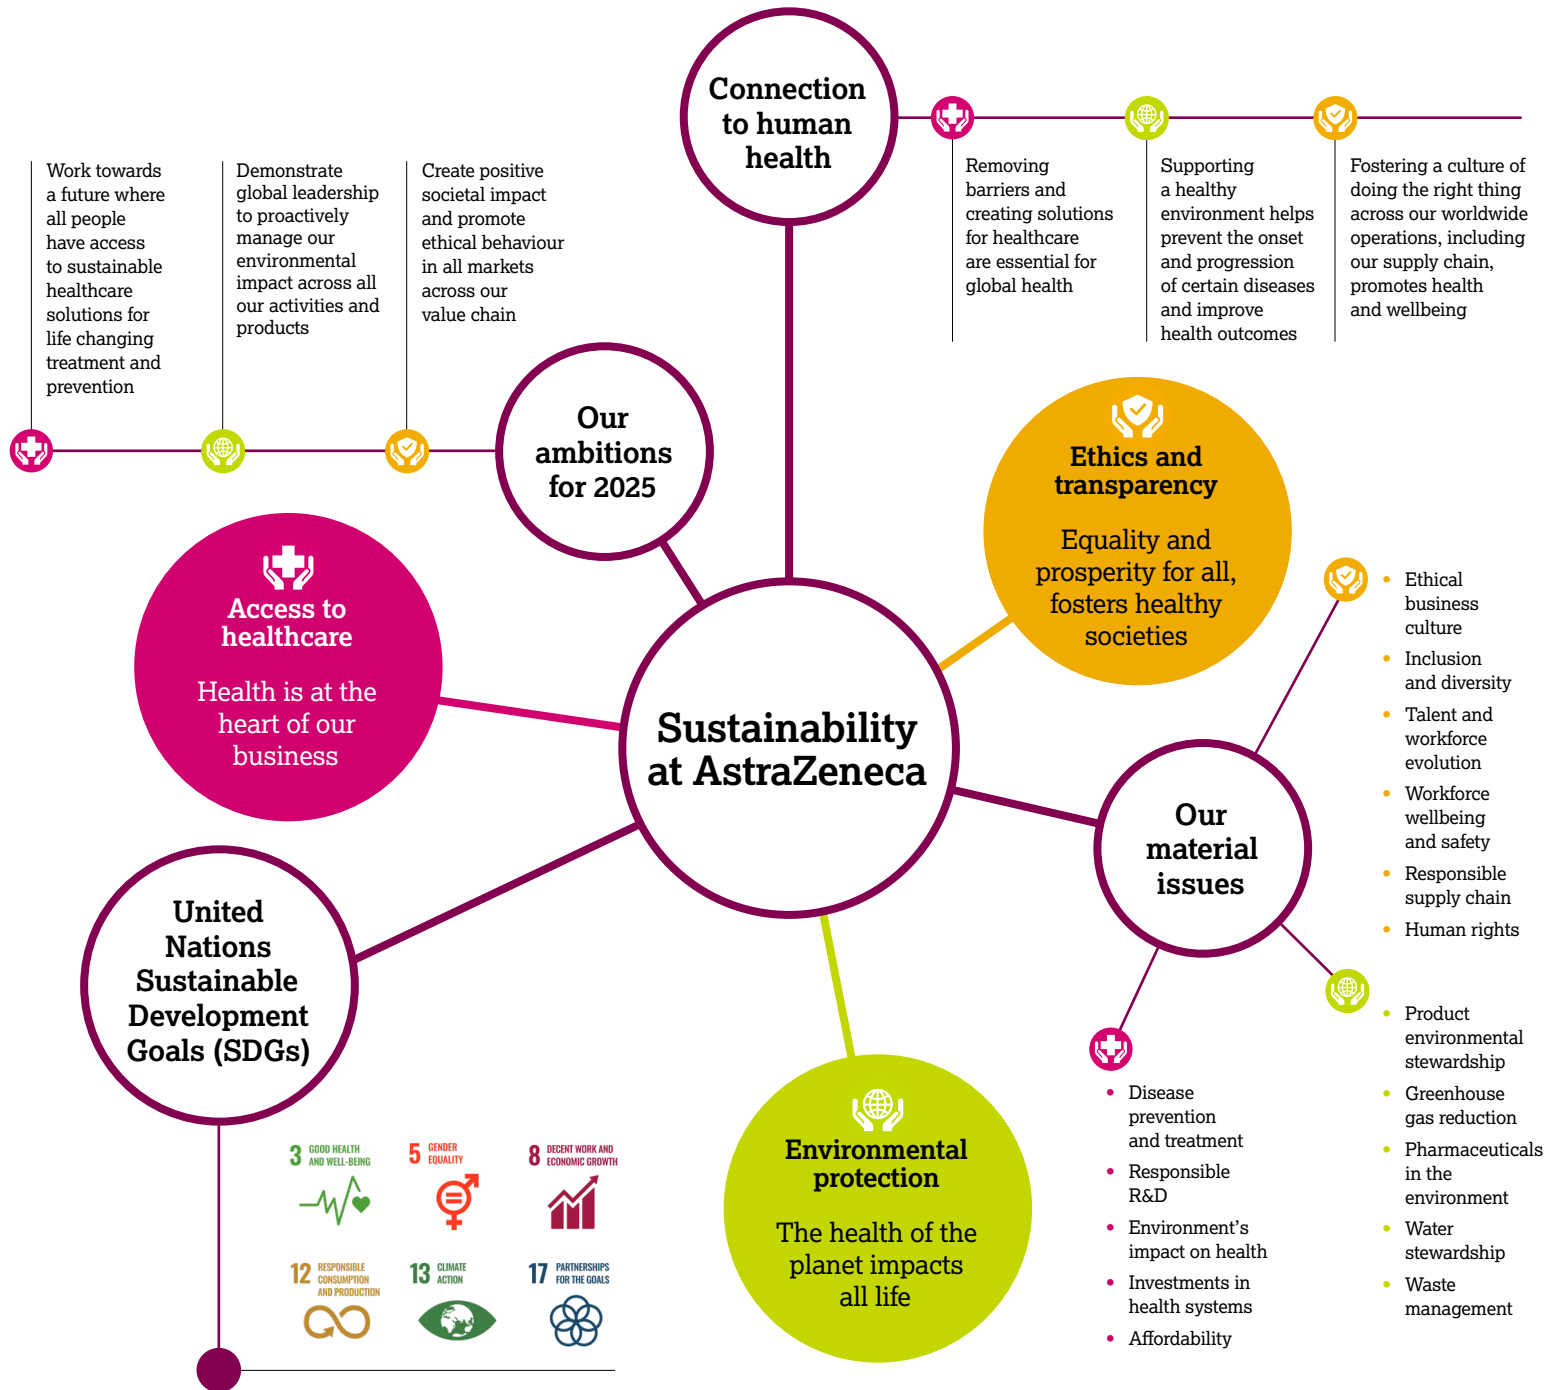 Connection
to human
health
Removing
barriers and
creating solutions
for healthcare
are essential for
global health
Supporting
a healthy
environment helps
prevent the onset
and progression
of certain diseases
and improve
health outcomes
Fostering a culture of
doing the right thing
across our worldwide
operations, including
our supply chain,
promotes health
and wellbeing
Work towards
a future where
all people
have access
to sustainable
healthcare
solutions for
life changing
treatment and
prevention
Demonstrate
global leadership
to proactively
manage our
environmental
impact across all
our activities and
products
Create positive
societal impact
and promote
ethical behaviour
in all markets
across our
value chain
Our
ambitions
for 2025
Ethics and
transparency
Equality and
prosperity for all,
fosters healthy
societies
Access to
healthcare
Health is at the
heart of our
business
Sustainability
at AstraZeneca
Our
material
issues
• Ethical
business
culture
• Inclusion
and diversity
• Talent and
workforce
evolution
• Workforce
wellbeing
and safety
• Responsible
supply chain
• Human rights
• Product
environmental
stewardship
• Greenhouse
gas reduction
• Pharmaceuticals
in the
environment
• Water
stewardship
• Waste
management
• Disease
prevention
and treatment
• Responsible
R&D
• Environment’s
impact on health
• Investments in
health systems
• Affordability
United
Nations
Sustainable
Development
Goals (SDGs)
3 GOOD HEALTH
AND WELL-BEING
5 GENDER
EQUALITY
8 DECENT WORK AND
ECONOMIC GROWTH
12 RESPONSIBLE
CONSUMPTION
AND PRODUCTION
13 CLIMATE
ACTION
17 PARTNERSHIPS
FOR THE GOALS
Environmental
protection
The health of the
planet impacts
all life